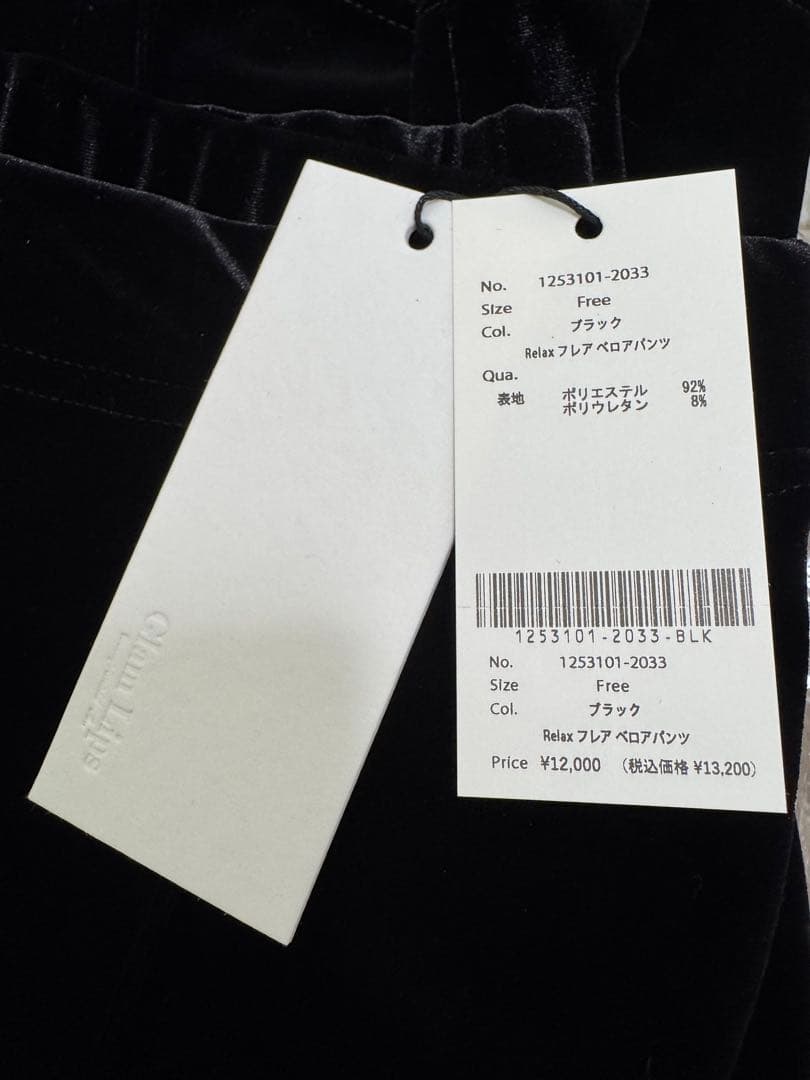 Glam Lips
No. 1253101-2033
Size Free
Col. ブラック
Relax フレア ベロアパンツ
Qua.
表地 ポリエステル 92%
ポリウレタン 8%
1253101-2033-BLK
No. 1253101-2033
Size Free
Col. ブラック
Relax フレア ベロアパンツ
Price ¥12,000 (税込価格 ¥13,200)